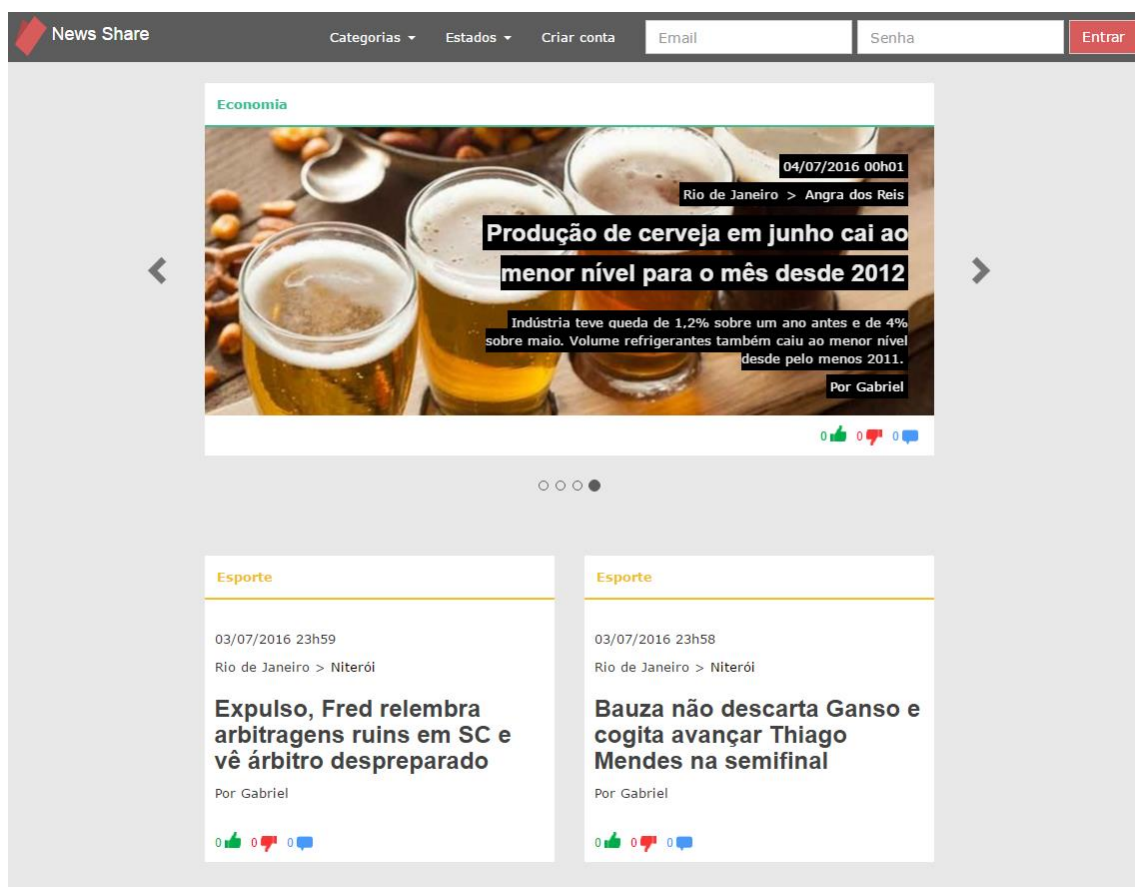 News Share
Categorias
Estados
Criar conta
Email
Senha
Entrar
Economia
04/07/2016 00h01
Rio de Janeiro > Angra dos Reis
Produção de cerveja em junho cai ao
menor nível para o mês desde 2012
Indústria teve queda de 1,2% sobre um ano antes e de 4%
sobre maio. Volume refrigerantes também caiu ao menor nível
desde pelo menos 2011.
Por Gabriel
0 0 0
Esporte
03/07/2016 23h59
Rio de Janeiro > Niterói
Expulso, Fred relembra
arbitragens ruins em SC e
vê árbitro despreparado
Por Gabriel
0 0 0
Esporte
03/07/2016 23h58
Rio de Janeiro > Niterói
Bauza não descarta Ganso e
cogita avançar Thiago
Mendes na semifinal
Por Gabriel
0 0 0